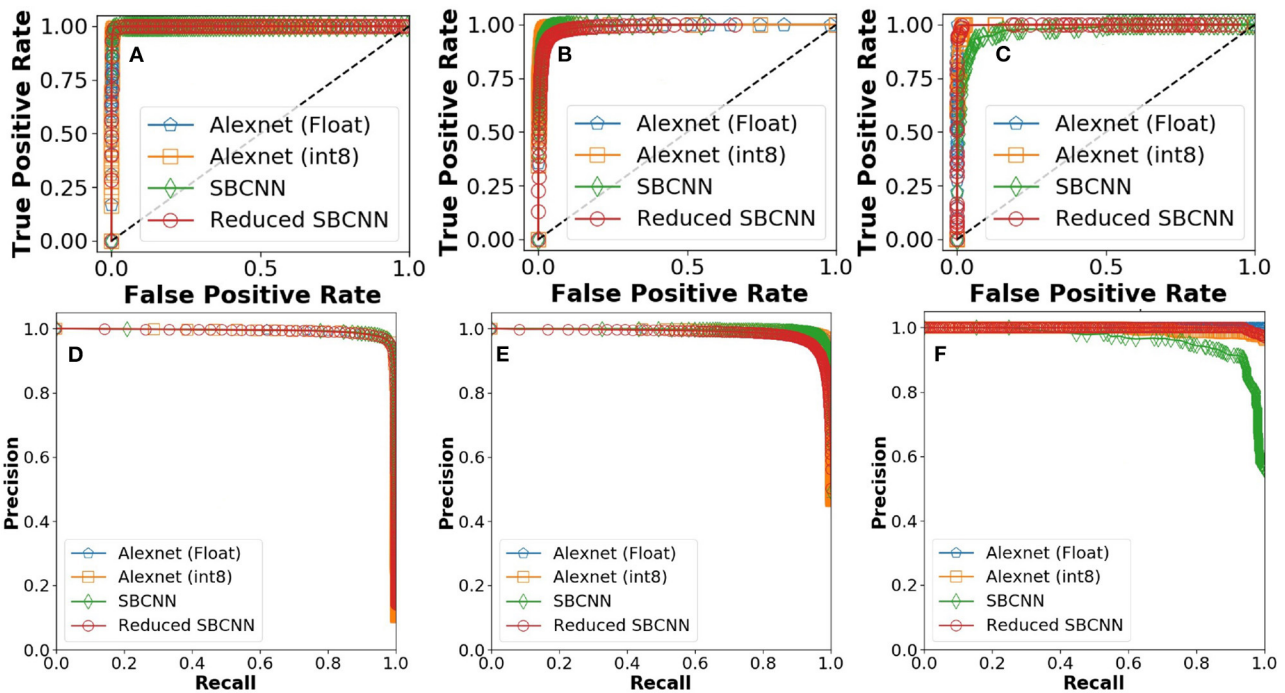 A
True Positive Rate
1.00
0.75
0.50
0.25
0.00
Alexnet (Float)
Alexnet (int8)
SBCNN
Reduced SBCNN
0.0
0.5
1.0
False Positive Rate
B
True Positive Rate
1.00
0.75
0.50
0.25
0.00
Alexnet (Float)
Alexnet (int8)
SBCNN
Reduced SBCNN
0.0
0.5
1.0
False Positive Rate
C
True Positive Rate
1.00
0.75
0.50
0.25
0.00
Alexnet (Float)
Alexnet (int8)
SBCNN
Reduced SBCNN
0.0
0.5
1.0
False Positive Rate
D
Precision
1.0
0.8
0.6
0.4
0.2
0.0
Alexnet (Float)
Alexnet (int8)
SBCNN
Reduced SBCNN
0.0
0.2
0.4
0.6
0.8
1.0
Recall
E
Precision
1.0
0.8
0.6
0.4
0.2
0.0
Alexnet (Float)
Alexnet (int8)
SBCNN
Reduced SBCNN
0.0
0.2
0.4
0.6
0.8
1.0
Recall
F
Precision
1.0
0.8
0.6
0.4
0.2
0.0
Alexnet (Float)
Alexnet (int8)
SBCNN
Reduced SBCNN
0.0
0.2
0.4
0.6
0.8
1.0
Recall